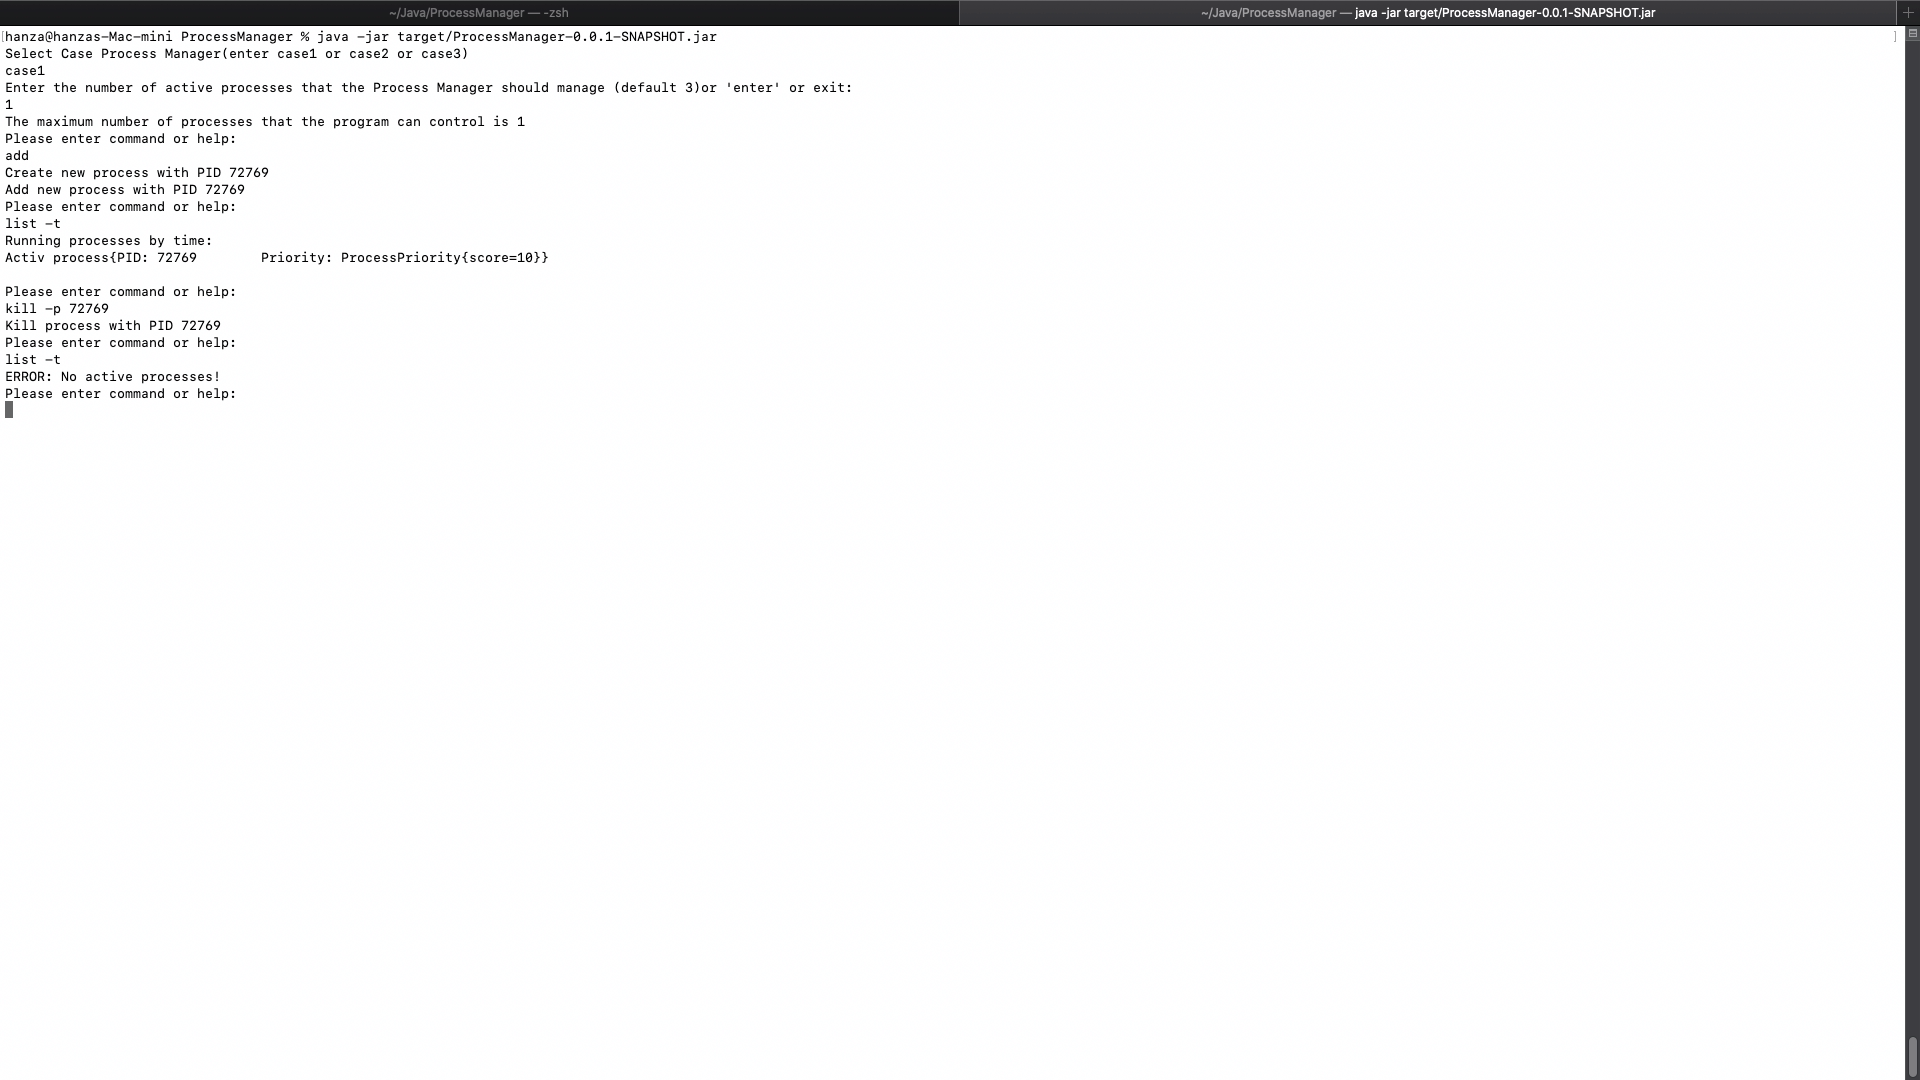 ~/Java/ProcessManager — -zsh
~/Java/ProcessManager — java -jar target/ProcessManager-0.0.1-SNAPSHOT.jar
[hanza@hanzas-Mac-mini ProcessManager % java -jar target/ProcessManager-0.0.1-SNAPSHOT.jar ]
Select Case Process Manager(enter case1 or case2 or case3)
case1
Enter the number of active processes that the Process Manager should manage (default 3)or 'enter' or exit:
1
The maximum number of processes that the program can control is 1
Please enter command or help:
add
Create new process with PID 72769
Add new process with PID 72769
Please enter command or help:
list -t
Running processes by time:
Activ process{PID: 72769        Priority: ProcessPriority{score=10}}
Please enter command or help:
kill -p 72769
Kill process with PID 72769
Please enter command or help:
list -t
ERROR: No active processes!
Please enter command or help: